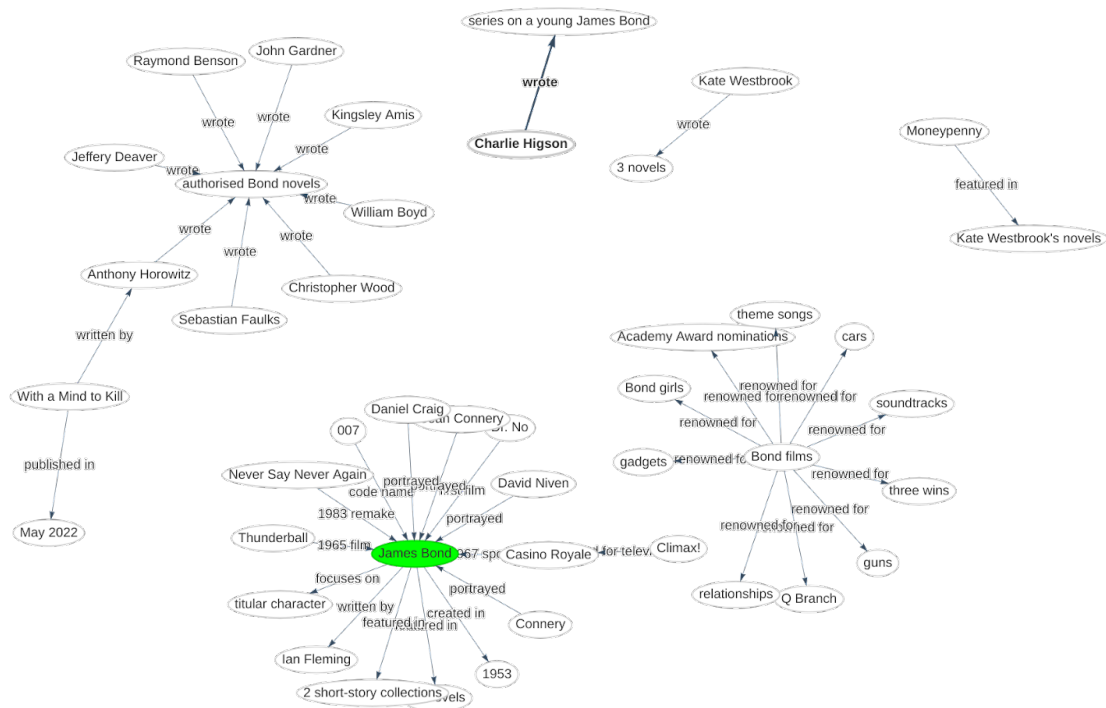 series on a young James Bond
John Gardner
Raymond Benson
wrote
Kate Westbrook
Kingsley Amis
wrote
wrote
wrote
Moneypenny
Charlie Higson
wrote
Jeffery Deaver
wrote
3 novels
authorised Bond novels
featured in
wrote
William Boyd
wrote
wrote
wrote
Kate Westbrook's novels
Anthony Horowitz
Christopher Wood
theme songs
Sebastian Faulks
written by
Academy Award nominations
cars
Bond girls
renowned for
renowned for
With a Mind to Kill
Daniel Craig
Connery
Dr. No
soundtracks
renowned for
renowned for
007
Bond films
gadgets
renowned for
published in
Never Say Never Again
portrayed
portrayed
code name
David Niven
renowned for
three wins
1983 remake
portrayed
renowned for
renowned for
renowned for
May 2022
Thunderball
1965 film
James Bond
Casino Royale
Climax!
guns
focuses on
portrayed
relationships
Q Branch
titular character
written by
created in
featured in
featured in
Connery
Ian Fleming
1953
2 short-story collections